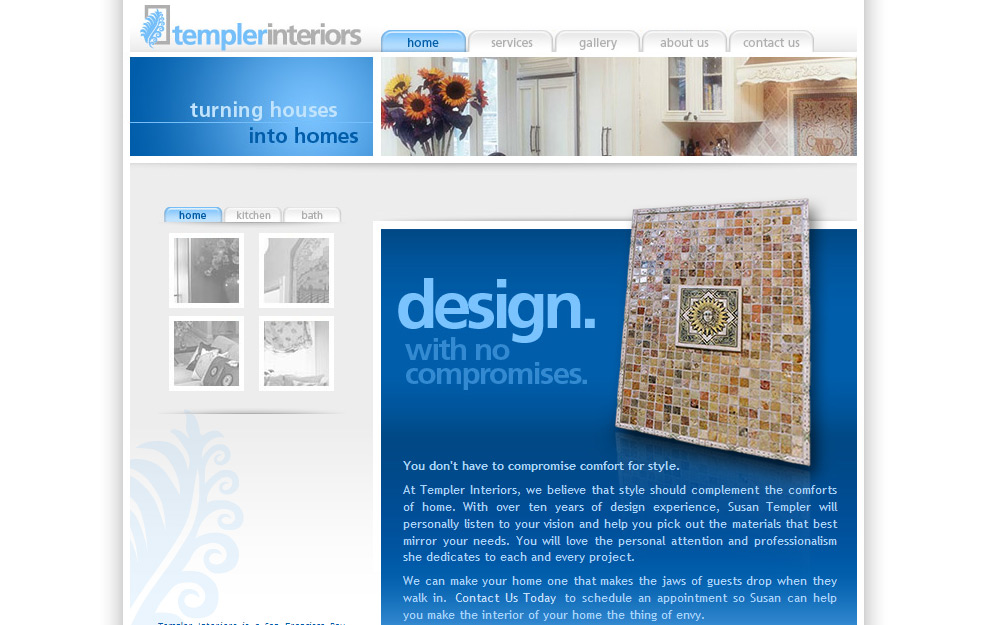 templerinteriors
home services gallery about us contact us
turning houses
into homes
home kitchen bath
design.
with no
compromises.
You don't have to compromise comfort for style.
At Templer Interiors, we believe that style should complement the comforts
of home. With over ten years of design experience, Susan Templer will
personally listen to your vision and help you pick out the materials that best
mirror your needs. You will love the personal attention and professionalism
she dedicates to each and every project.
We can make your home one that makes the jaws of guests drop when they
walk in. Contact Us Today to schedule an appointment so Susan can help
you make the interior of your home the thing of envy.
Templer Interiors is a San Francisco Bay